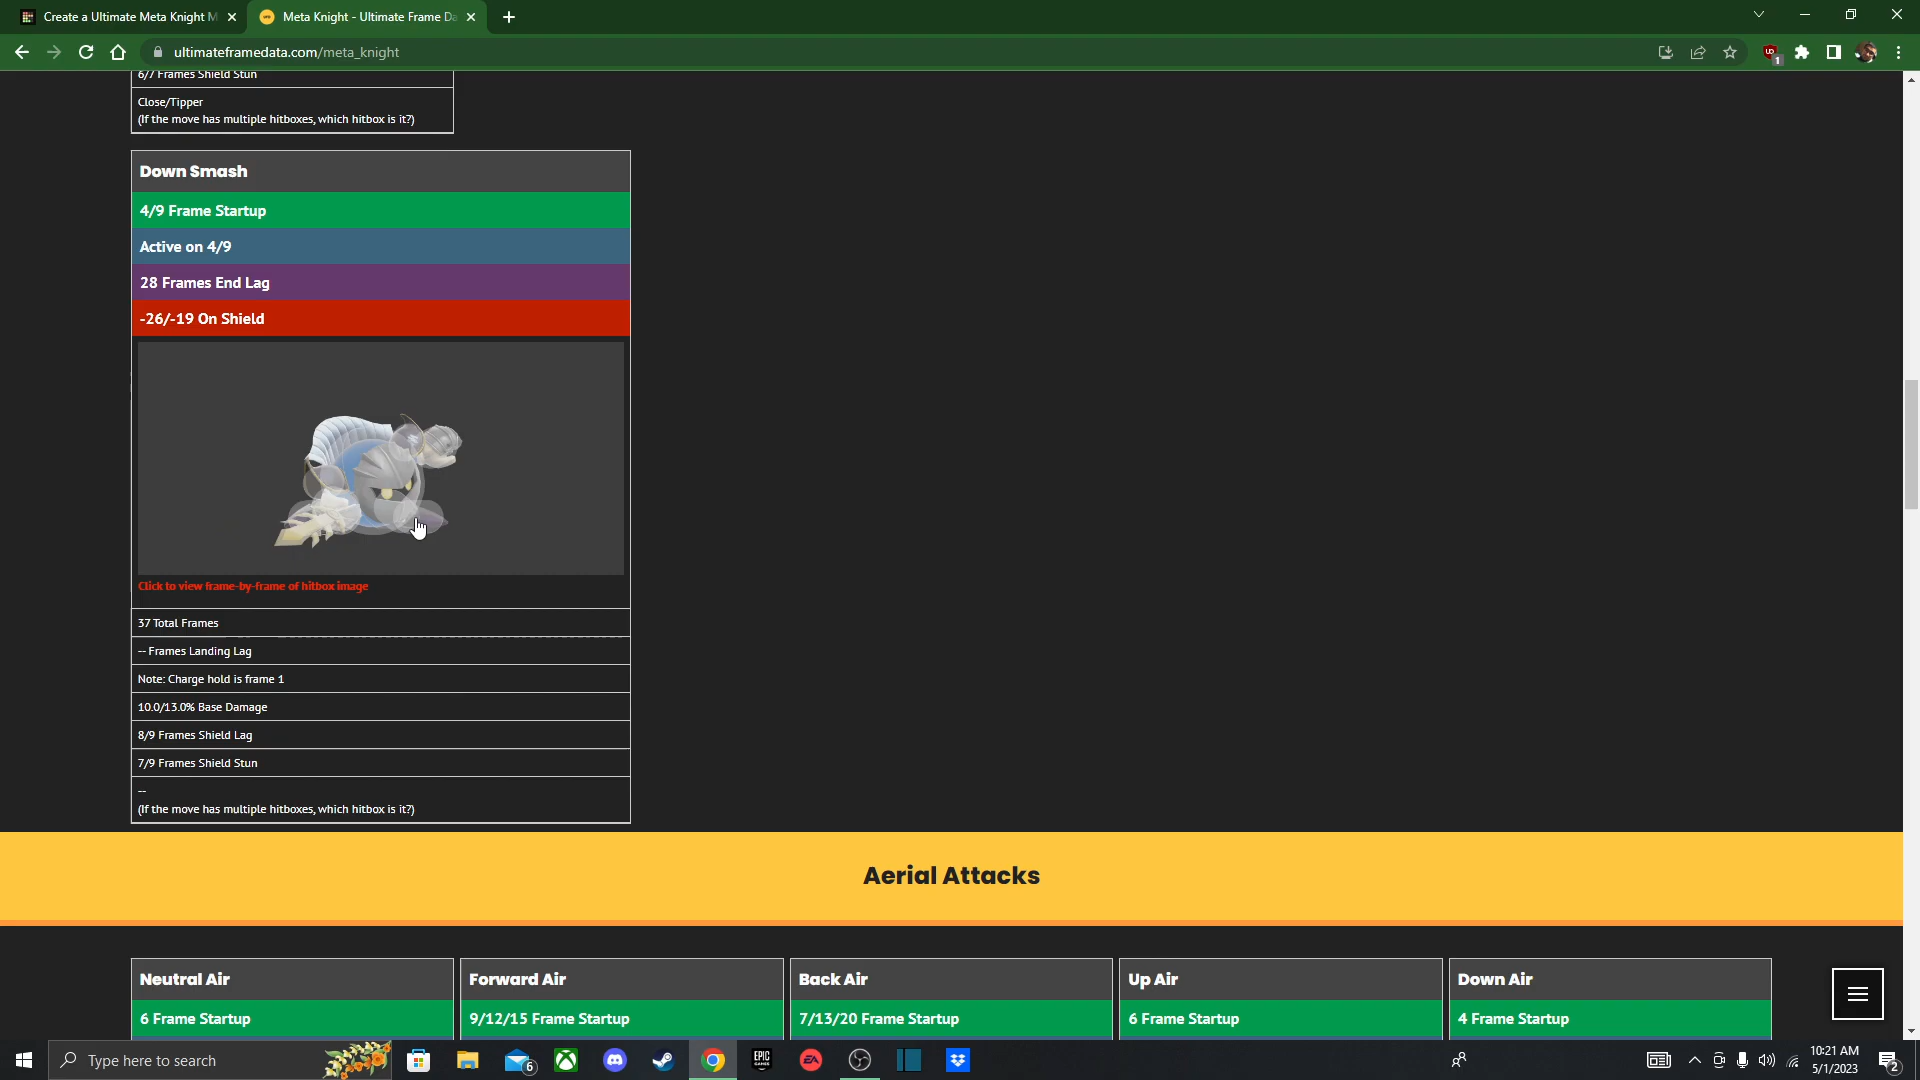 Create a Ultimate Meta Knight M
Meta Knight - Ultimate Frame Da
ultimateframedata.com/meta_knight
1
6/7 Frames Shield Stun
Close/Tipper
(If the move has multiple hitboxes, which hitbox is it?)
Down Smash
4/9 Frame Startup
Active on 4/9
28 Frames End Lag
-26/-19 On Shield
Click to view frame-by-frame of hitbox image
37 Total Frames
-- Frames Landing Lag
Note: Charge hold is frame 1
10.0/13.0% Base Damage
8/9 Frames Shield Lag
7/9 Frames Shield Stun
--
(If the move has multiple hitboxes, which hitbox is it?)
Aerial Attacks
Neutral Air
Forward Air
Back Air
Up Air
Down Air
6 Frame Startup
9/12/15 Frame Startup
7/13/20 Frame Startup
6 Frame Startup
4 Frame Startup
Type here to search
6
EPIC
GAMES
EA
10:21 AM
5/1/2023
2